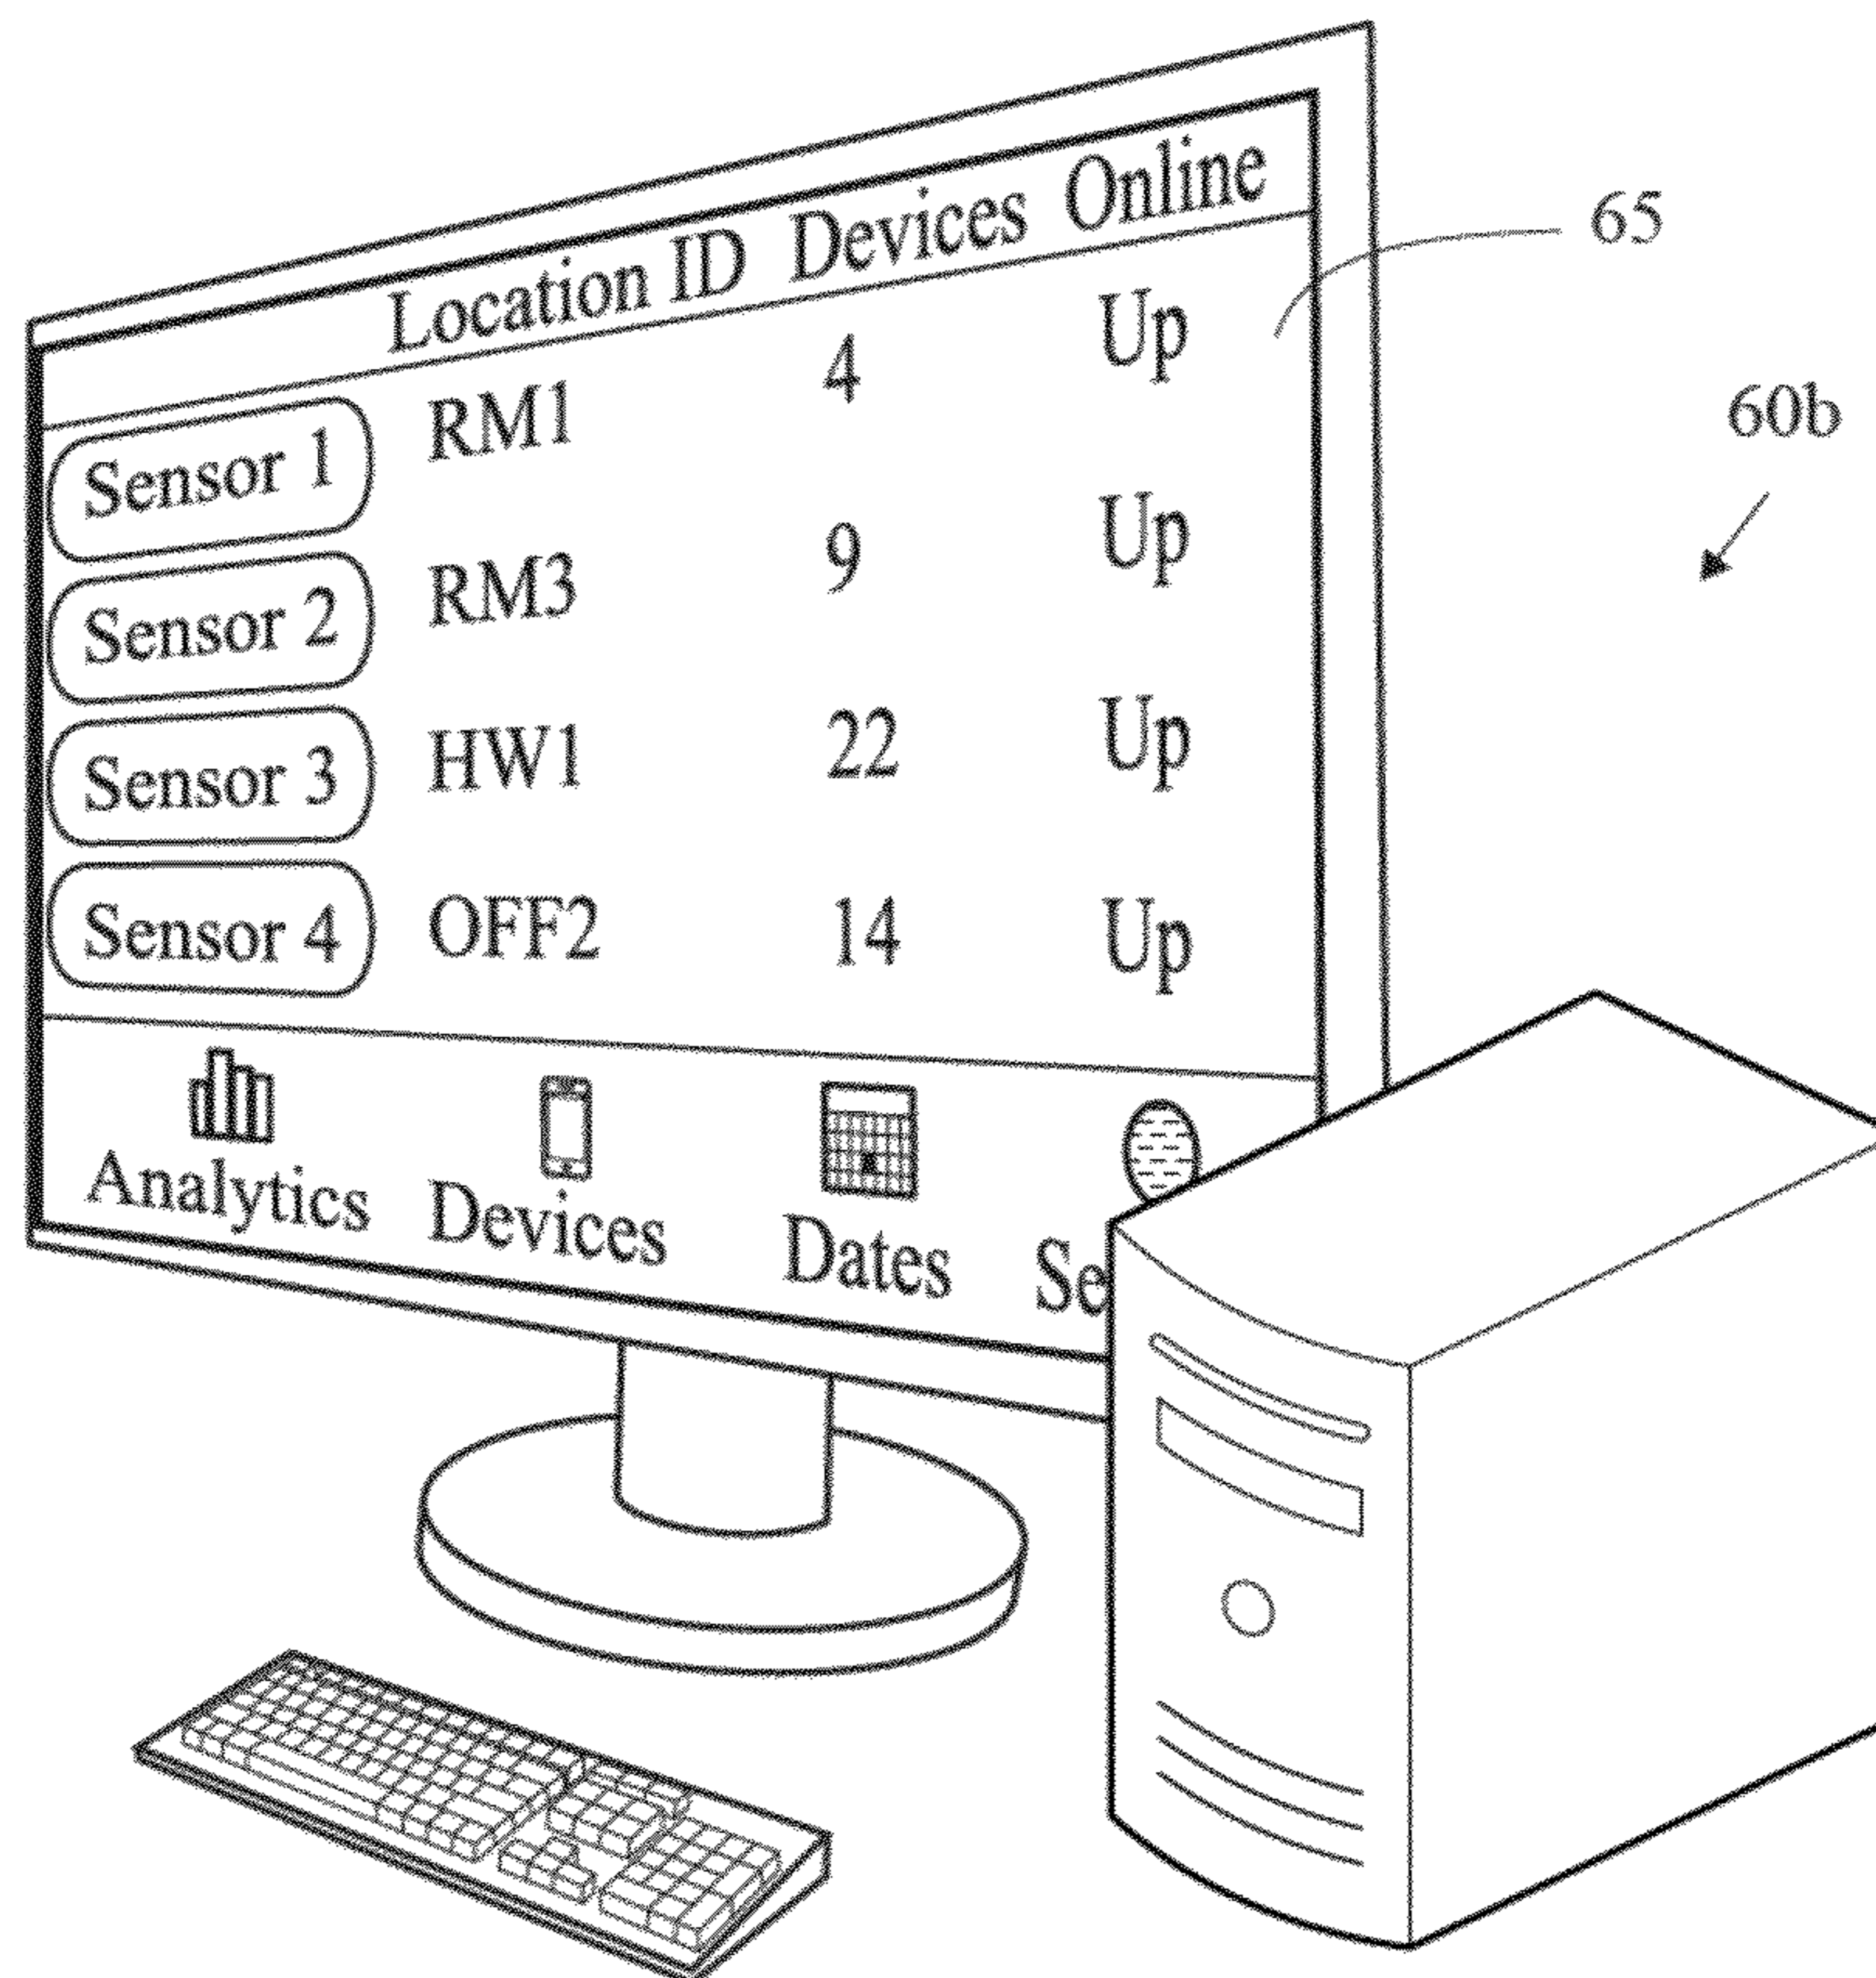 Location ID Devices Online
Sensor 1 RM1 4 Up
Sensor 2 RM3 9 Up
Sensor 3 HW1 22 Up
Sensor 4 OFF2 14 Up
Analytics Devices Dates
65
60b